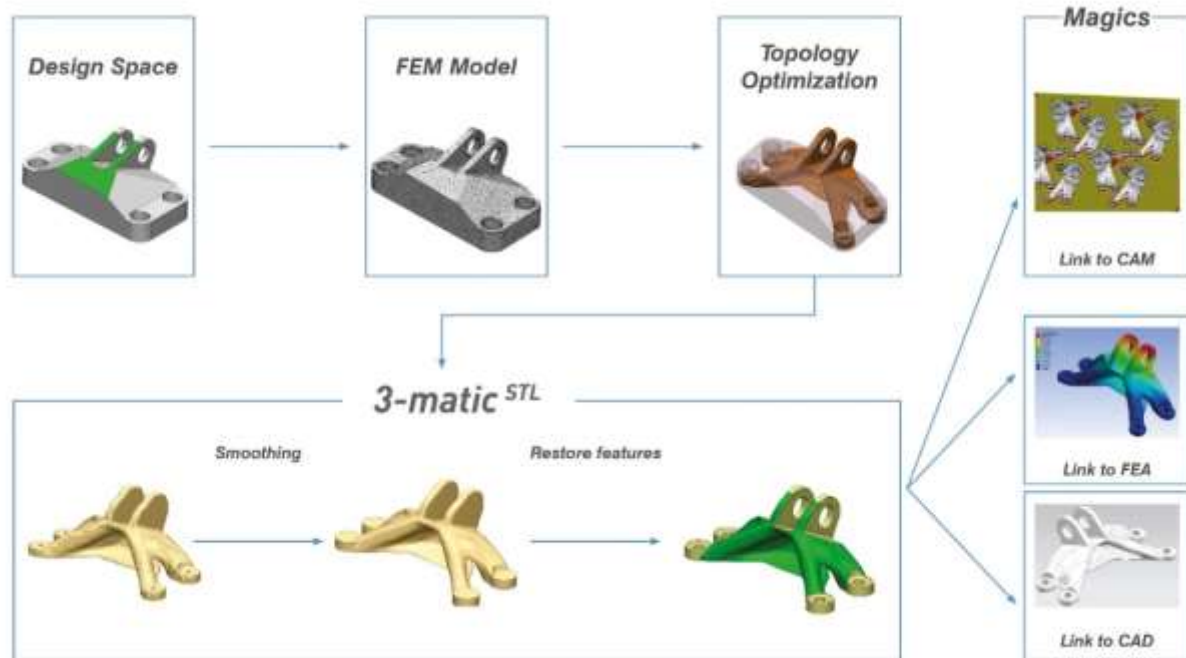 Design Space
FEM Model
Topology
Optimization
Magics
Link to CAM
3-matic STL
Smoothing
Restore features
Link to FEA
Link to CAD